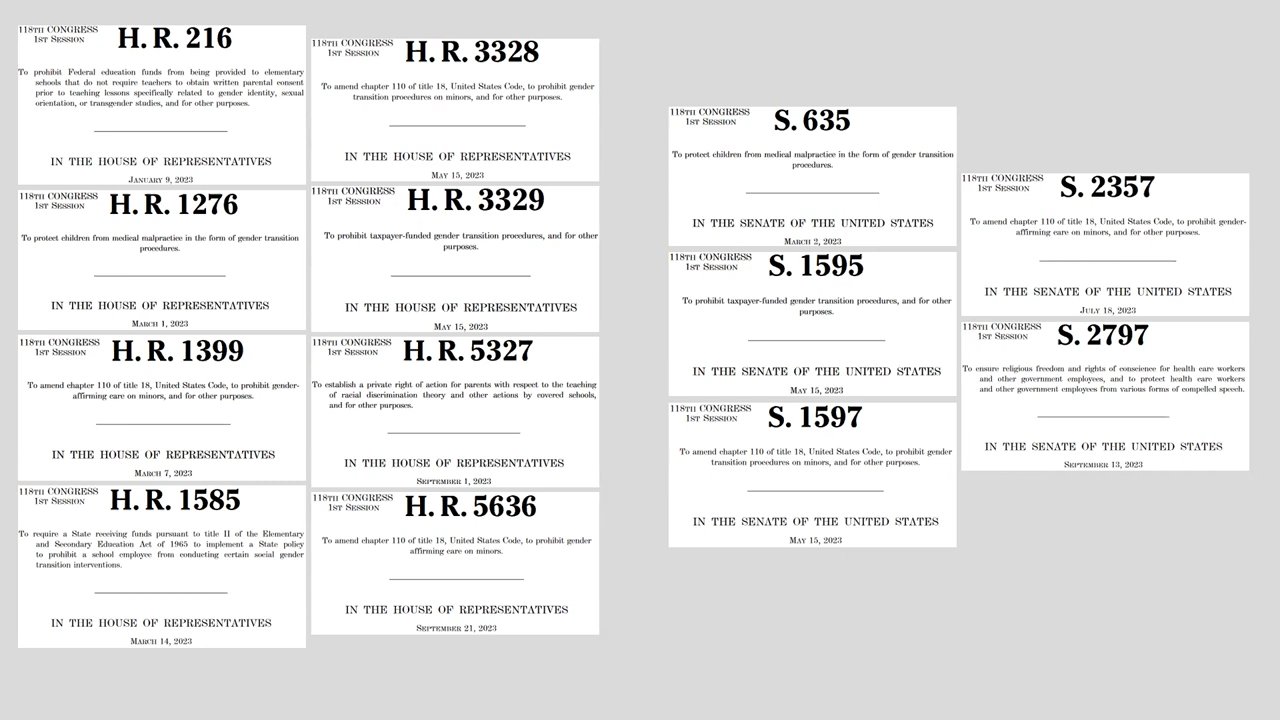 118TH CONGRESS
1ST SESSION
H. R. 216
To prohibit Federal education funds from being provided to elementary
schools that do not require teachers to obtain written parental consent
prior to teaching lessons specifically related to gender identity, sexual
orientation, or transgender studies, and for other purposes.
IN THE HOUSE OF REPRESENTATIVES
JANUARY 9, 2023
118TH CONGRESS
1ST SESSION
H. R. 1276
To protect children from medical malpractice in the form of gender transition
procedures.
IN THE HOUSE OF REPRESENTATIVES
MARCH 1, 2023
118TH CONGRESS
1ST SESSION
H. R. 1399
To amend chapter 110 of title 18, United States Code, to prohibit gender-
affirming care on minors, and for other purposes.
IN THE HOUSE OF REPRESENTATIVES
MARCH 7, 2023
118TH CONGRESS
1ST SESSION
H. R. 1585
To require a State receiving funds pursuant to title II of the Elementary
and Secondary Education Act of 1965 to implement a State policy
to prohibit a school employee from conducting certain social gender
transition interventions.
IN THE HOUSE OF REPRESENTATIVES
MARCH 14, 2023
118TH CONGRESS
1ST SESSION
H. R. 3328
To amend chapter 110 of title 18, United States Code, to prohibit gender
transition procedures on minors, and for other purposes.
IN THE HOUSE OF REPRESENTATIVES
MAY 15, 2023
118TH CONGRESS
1ST SESSION
H. R. 3329
To prohibit taxpayer-funded gender transition procedures, and for other
purposes.
IN THE HOUSE OF REPRESENTATIVES
MAY 15, 2023
118TH CONGRESS
1ST SESSION
H. R. 5327
To establish a private right of action for parents with respect to the teaching
of racial discrimination theory and other actions by covered schools,
and for other purposes.
IN THE HOUSE OF REPRESENTATIVES
SEPTEMBER 1, 2023
118TH CONGRESS
1ST SESSION
H. R. 5636
To amend chapter 110 of title 18, United States Code, to prohibit gender
affirming care on minors.
IN THE HOUSE OF REPRESENTATIVES
SEPTEMBER 21, 2023
118TH CONGRESS
1ST SESSION
S. 635
To protect children from medical malpractice in the form of gender transition
procedures.
IN THE SENATE OF THE UNITED STATES
MARCH 2, 2023
118TH CONGRESS
1ST SESSION
S. 1595
To prohibit taxpayer-funded gender transition procedures, and for other
purposes.
IN THE SENATE OF THE UNITED STATES
MAY 15, 2023
118TH CONGRESS
1ST SESSION
S. 1597
To amend chapter 110 of title 18, United States Code, to prohibit gender
transition procedures on minors, and for other purposes.
IN THE SENATE OF THE UNITED STATES
MAY 15, 2023
118TH CONGRESS
1ST SESSION
S. 2357
To amend chapter 110 of title 18, United States Code, to prohibit gender-
affirming care on minors, and for other purposes.
IN THE SENATE OF THE UNITED STATES
JULY 18, 2023
118TH CONGRESS
1ST SESSION
S. 2797
To ensure religious freedom and rights of conscience for health care workers
and other government employees, and to protect health care workers
and other government employees from various forms of compelled speech.
IN THE SENATE OF THE UNITED STATES
SEPTEMBER 13, 2023